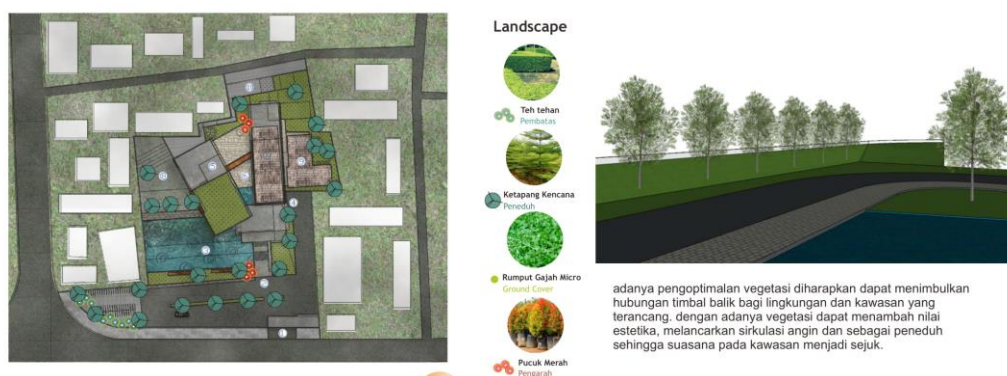 Landscape
Teh tehan
Pembatas
Ketapang Kencana
Peneduh
Rumput Gajah Micro
Ground Cover
Pucuk Merah
Pengarah
adanya pengoptimalan vegetasi diharapkan dapat menimbulkan
hubungan timbal balik bagi lingkungan dan kawasan yang
terancang. dengan adanya vegetasi dapat menambah nilai
estetika, melancarkan sirkulasi angin dan sebagai peneduh
sehingga suasana pada kawasan menjadi sejuk.